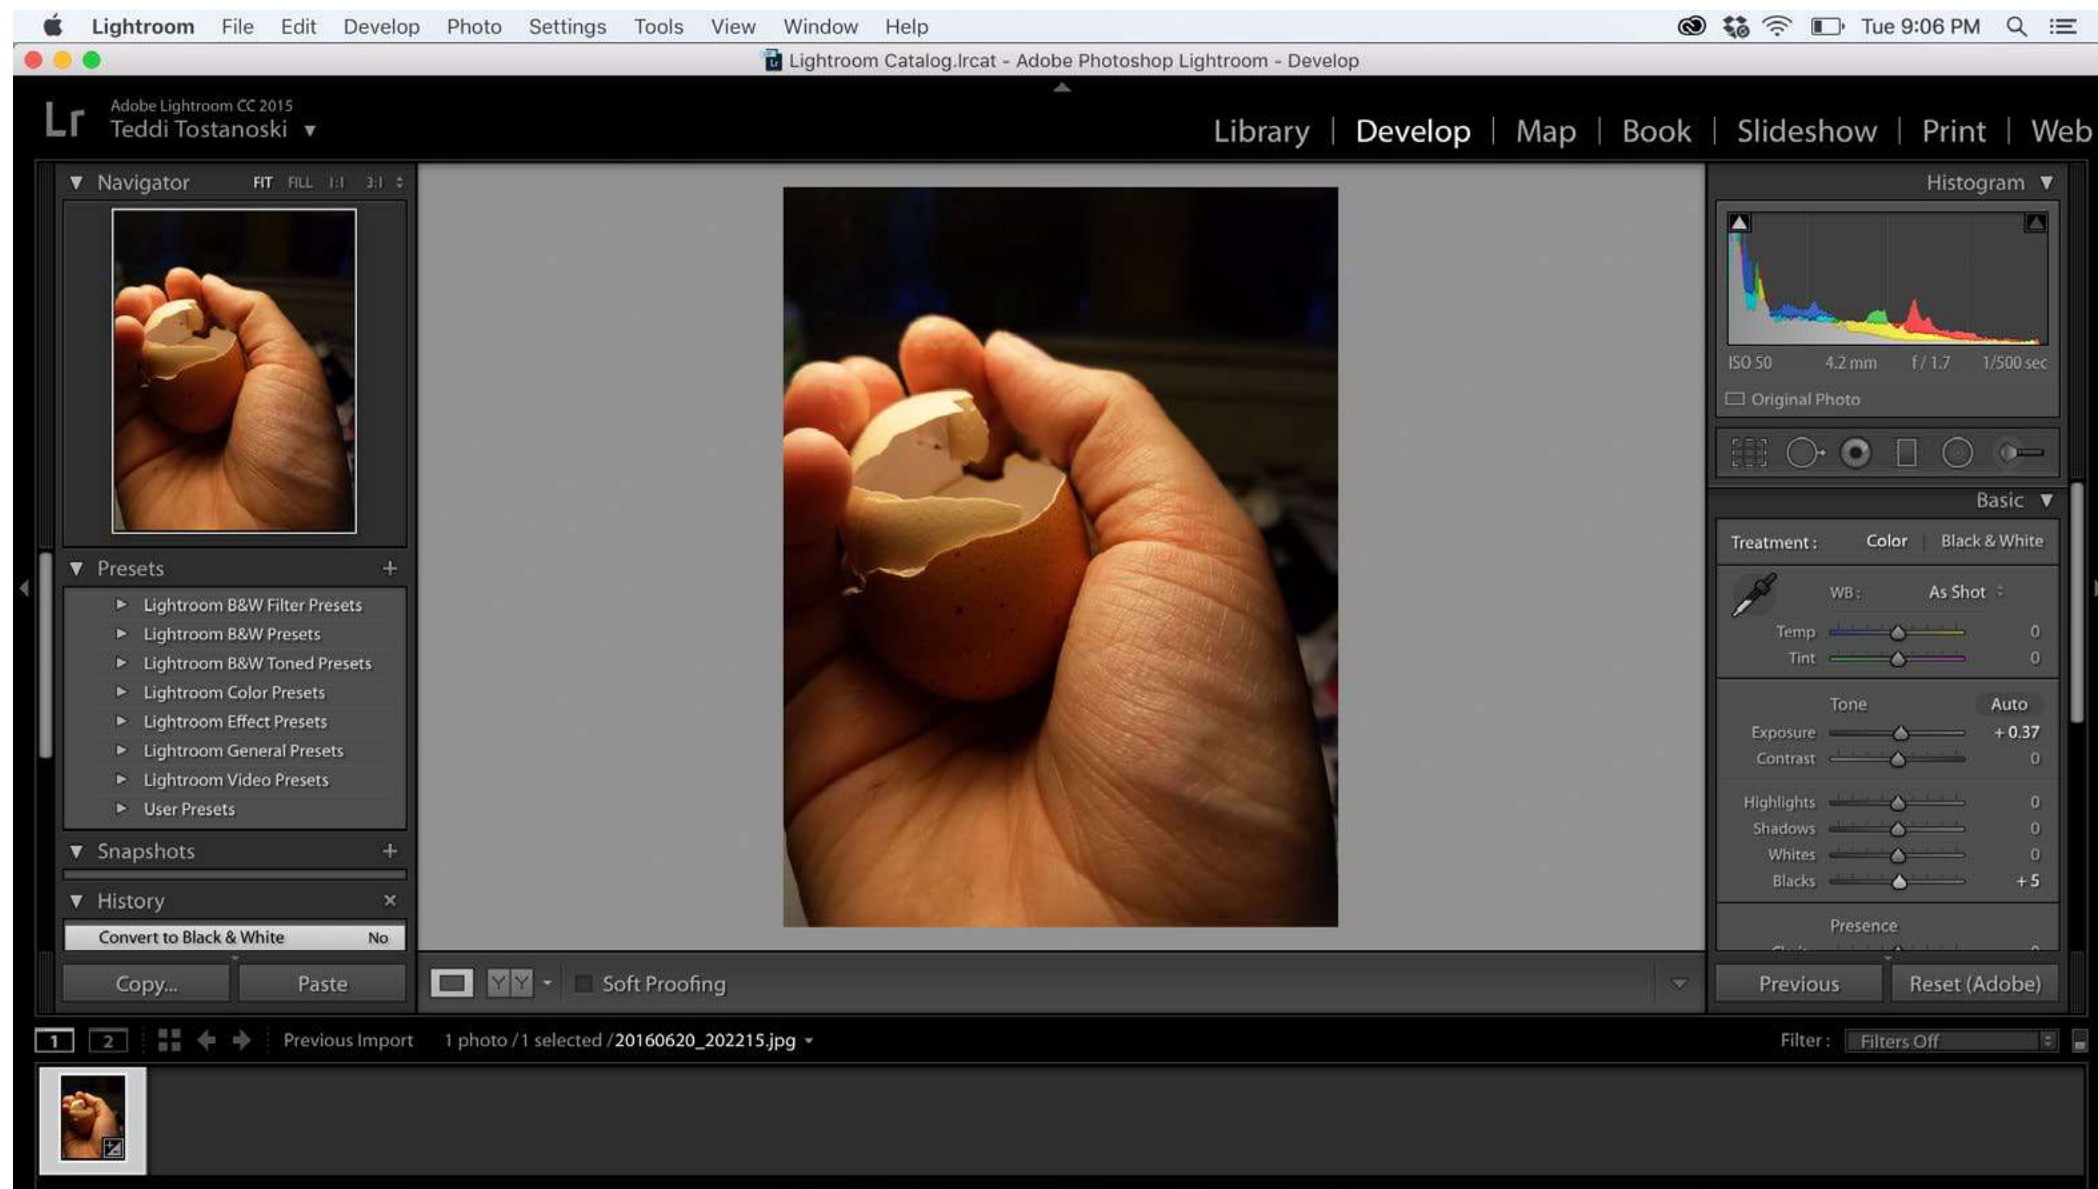 Lightroom File Edit Develop Photo Settings Tools View Window Help Tue 9:06 PM
Lightroom Catalog.lrcat - Adobe Photoshop Lightroom - Develop
Lr
Adobe Lightroom CC 2015
Teddi Tostanoski
Library | Develop | Map | Book | Slideshow | Print | Web
Navigator FIT FILL 1:1 3:1
Presets +
Lightroom B&W Filter Presets
Lightroom B&W Presets
Lightroom B&W Toned Presets
Lightroom Color Presets
Lightroom Effect Presets
Lightroom General Presets
Lightroom Video Presets
User Presets
Snapshots +
History ×
Convert to Black & White No
Copy... Paste
Y Y Soft Proofing
Histogram
ISO 50 4.2 mm f / 1.7 1/500 sec
Original Photo
Basic
Treatment : Color Black & White
WB : As Shot
Temp 0
Tint 0
Tone Auto
Exposure + 0.37
Contrast 0
Highlights 0
Shadows 0
Whites 0
Blacks + 5
Presence
Previous Reset (Adobe)
1 2 Previous Import 1 photo / 1 selected / 20160620_202215.jpg Filter : Filters Off